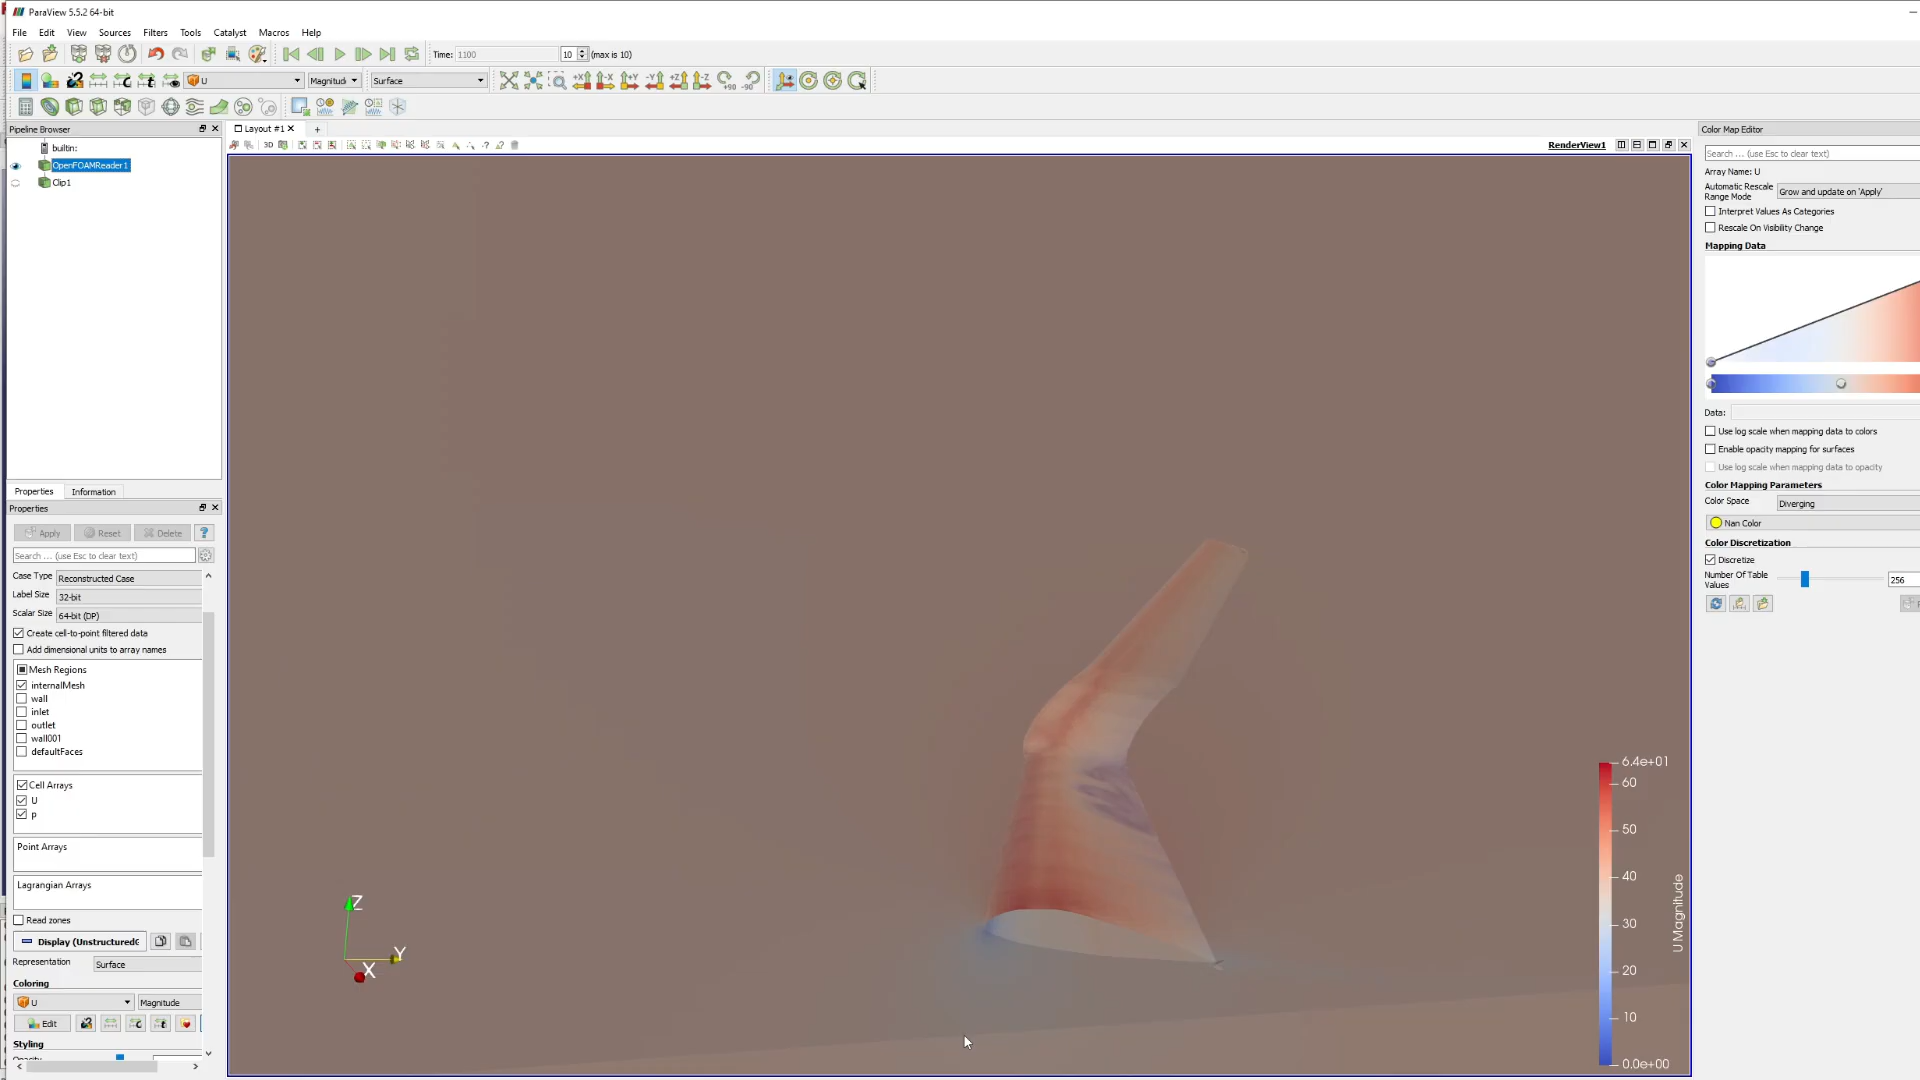 ParaView 5.5.2 64-bit
File Edit View Sources Filters Tools Catalyst Macros Help
Time: 1100 10 (max is 10)
U Magnitud Surface
+X -X +Y -Y +Z -Z +90 -90
Pipeline Browser
builtin:
OpenFOAMReader1
Clip1
Properties Information
Properties
Apply Reset Delete ?
Search ... (use Esc to clear text)
Case Type Reconstructed Case
Label Size 32-bit
Scalar Size 64-bit (DP)
Create cell-to-point filtered data
Add dimensional units to array names
Mesh Regions
internalMesh
wall
inlet
outlet
wall001
defaultFaces
Cell Arrays
U
p
Point Arrays
Lagrangian Arrays
Read zones
Display (UnstructuredG
Representation Surface
Coloring
U Magnitude
Edit
Styling
Opacity
Layout #1
3D
RenderView1
Z
Y
X
6.4e+01
60
50
40
30
20
10
0.0e+00
U Magnitude
Color Map Editor
Search ... (use Esc to clear text)
Array Name: U
Automatic Rescale
Range Mode
Grow and update on 'Apply'
Interpret Values As Categories
Rescale On Visibility Change
Mapping Data
Data:
Use log scale when mapping data to colors
Enable opacity mapping for surfaces
Use log scale when mapping data to opacity
Color Mapping Parameters
Color Space Diverging
Nan Color
Color Discretization
Discretize
Number Of Table
Values
256